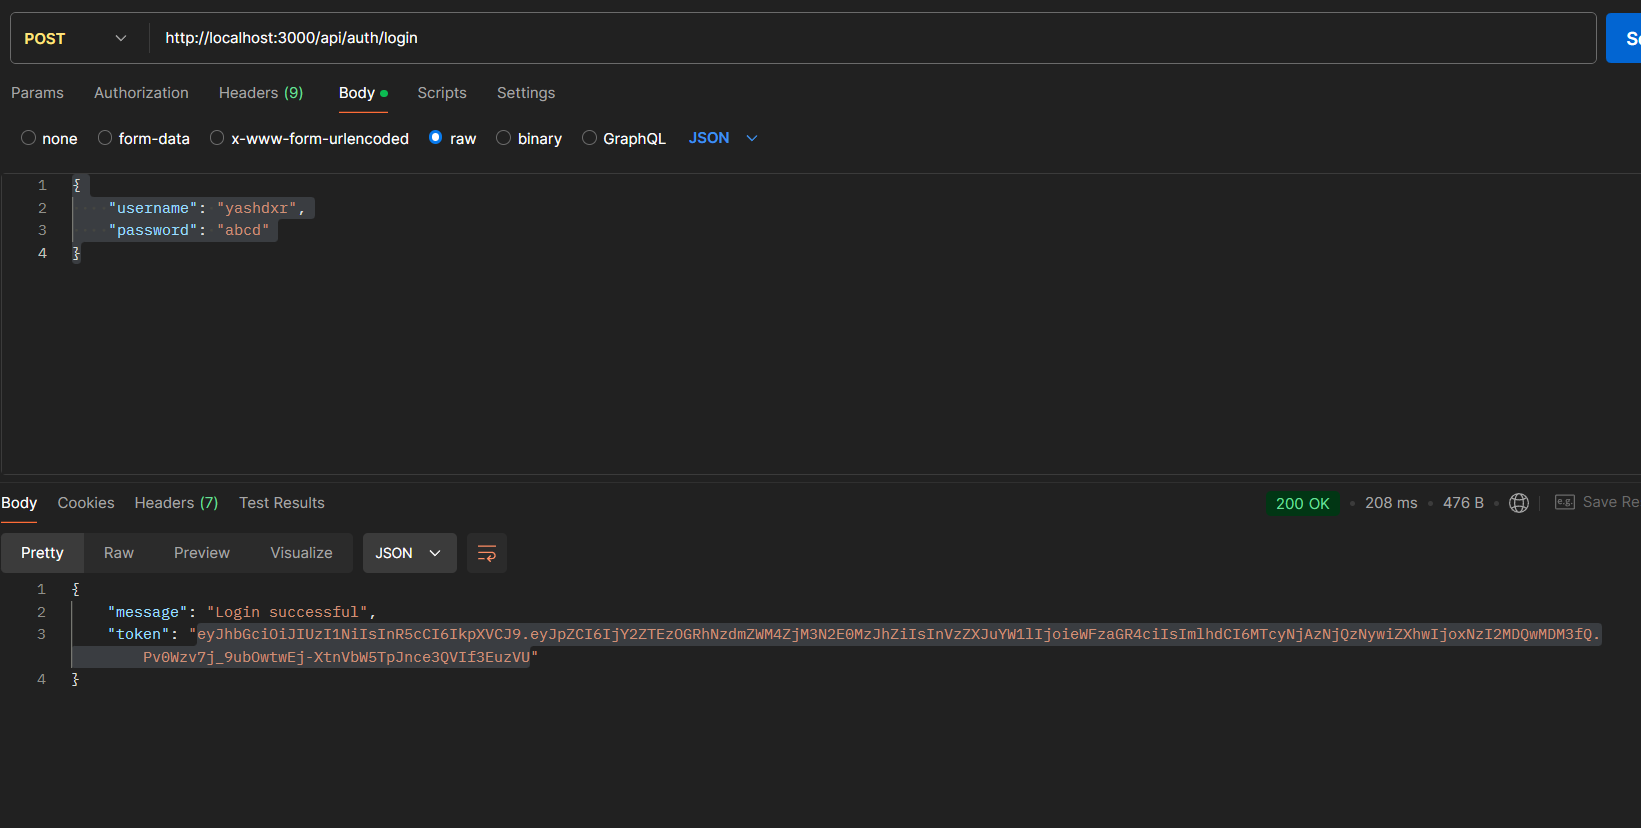 POST http://localhost:3000/api/auth/login
Params Authorization Headers (9) Body Scripts Settings
none form-data x-www-form-urlencoded raw binary GraphQL JSON
1 {
2 "username": "yashdxr",
3 "password": "abcd"
4 }
Body Cookies Headers (7) Test Results 200 OK 208 ms 476 B e.g. Save Re
Pretty Raw Preview Visualize JSON
1 {
2 "message": "Login successful",
3 "token": "eyJhbGciOiJIUzI1NiIsInR5cCI6IkpXVCJ9.eyJpZCI6IjY2ZTEzOGRhNzdmZWM4ZjM3N2E0MzJhZiIsInVzZXJuYW1lIjoieWFzaGR4ciIsImlhdCI6MTcyNjAzNjQzNywiZXhwIjoxNzI2MDQwMDM3fQ.
Pv0Wzv7j_9ubOwtwEj-XtnVbW5TpJnce3QVIf3EuzVU"
4 }